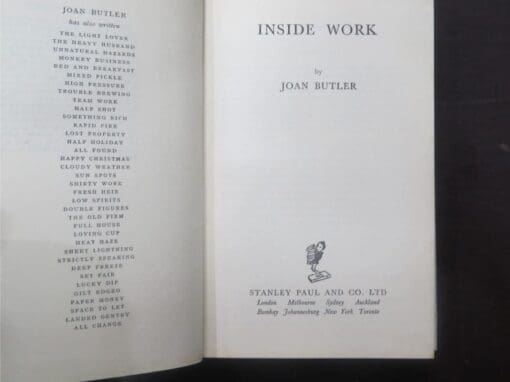 JOAN BUTLER
has also written
THE LIGHT LOVER
THE HEAVY HUSBAND
UNNATURAL HAZARDS
MONKEY BUSINESS
BED AND BREAKFAST
MIXED PICKLE
HIGH PRESSURE
TROUBLE BREWING
TEAM WORK
HALF SHOT
SOMETHING RICH
RAPID FIRE
LOST PROPERTY
HALF HOLIDAY
ALL FOUND
HAPPY CHRISTMAS
CLOUDY WEATHER
SUN SPOTS
SHIRTY WORK
FRESH HEIR
LOW SPIRITS
DOUBLE FIGURES
THE OLD FIRM
FULL HOUSE
LOVING CUP
HEAT HAZE
SHEET LIGHTNING
STRICTLY SPEAKING
DEEP FREEZE
SET FAIR
LUCKY DIP
GILT EDGED
PAPER MONEY
SPACE TO LET
LANDED GENTRY
ALL CHANGE
INSIDE WORK
by
JOAN BUTLER
STANLEY PAUL AND CO. LTD
London Melbourne Sydney Auckland
Bombay Johannesburg New York Toronto